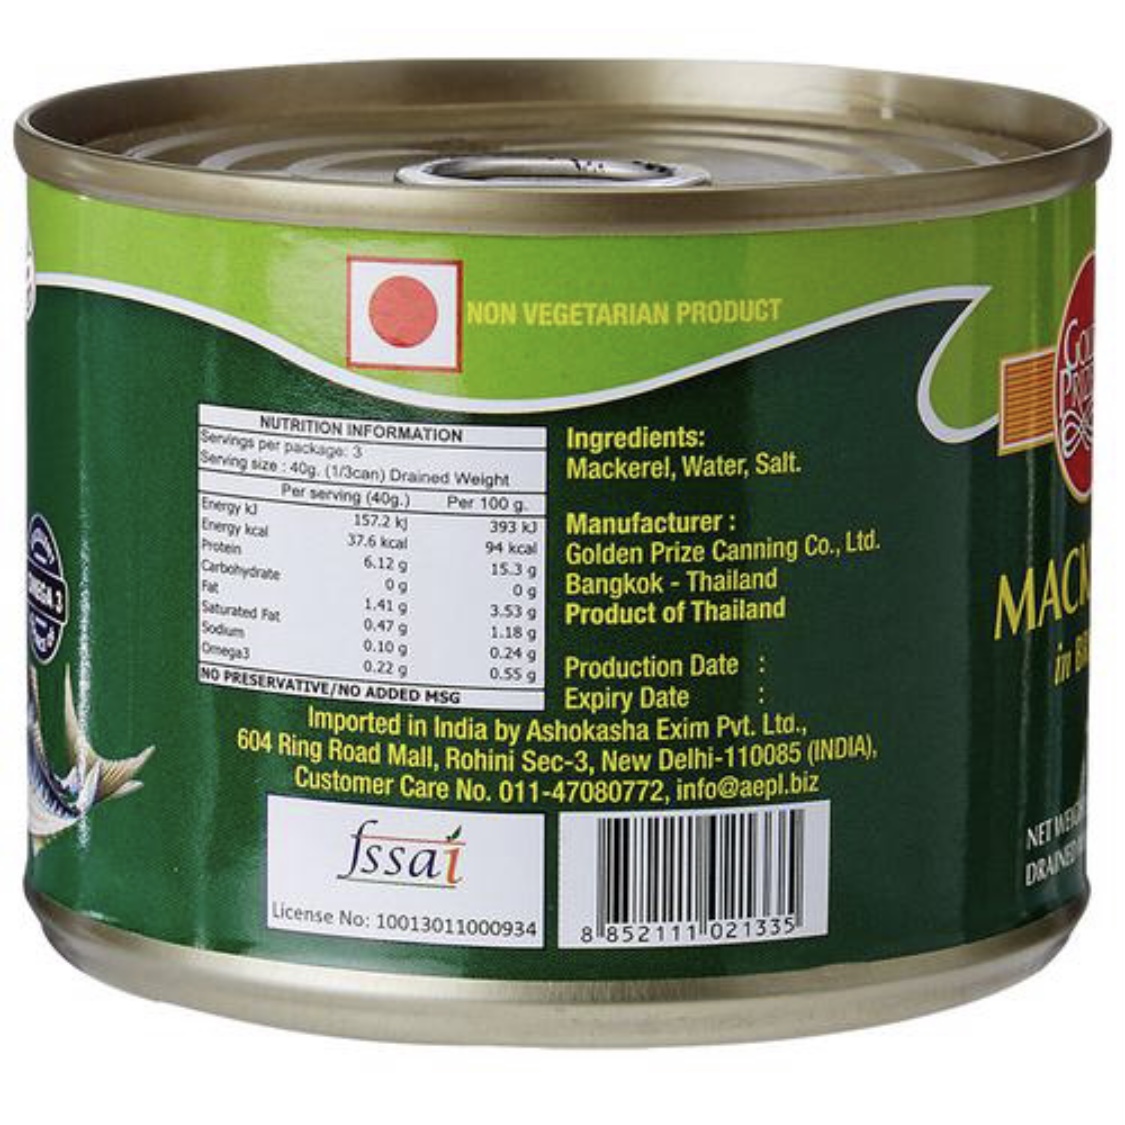 NON VEGETARIAN PRODUCT
NUTRITION INFORMATION
Servings per package: 3
Serving size : 40g. (1/3can) Drained Weight
Per serving (40g.) Per 100 g.
Energy kJ 157.2 kj 393 kJ
Energy kcal 37.6 kcal 94 kcal
Protein 6.12 g 15.3 g
Carbohydrate 0 g 0 g
Fat 1.41 g 3.53 g
Saturated Fat 0.47 g 1.18 g
Sodium 0.10 g 0.24 g
Omega3 0.22 g 0.55 g
NO PRESERVATIVE/NO ADDED MSG
Ingredients:
Mackerel, Water, Salt.
Manufacturer :
Golden Prize Canning Co., Ltd.
Bangkok - Thailand
Product of Thailand
Production Date :
Expiry Date :
Imported in India by Ashokasha Exim Pvt. Ltd.,
604 Ring Road Mall, Rohini Sec-3, New Delhi-110085 (INDIA),
Customer Care No. 011-47080772, info@aepl.biz
fssai
License No: 10013011000934
8 852111 021335
MACK
in
NET
DRAINED